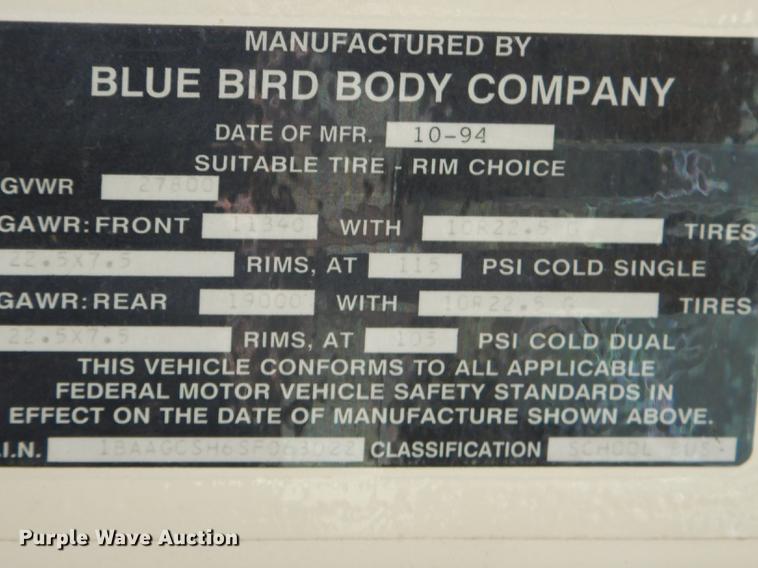 MANUFACTURED BY
BLUE BIRD BODY COMPANY
DATE OF MFR. 10-94
SUITABLE TIRE - RIM CHOICE
GVWR 27800
GAWR: FRONT 11340 WITH 10R22.5 G TIRES
22.5X7.5 RIMS, AT 115 PSI COLD SINGLE
GAWR: REAR 19000 WITH 10R22.5 G TIRES
22.5X7.5 RIMS, AT 105 PSI COLD DUAL
THIS VEHICLE CONFORMS TO ALL APPLICABLE
FEDERAL MOTOR VEHICLE SAFETY STANDARDS IN
EFFECT ON THE DATE OF MANUFACTURE SHOWN ABOVE.
.I.N. CLASSIFICATION SCHOOL BUS
Purple Wave Auction